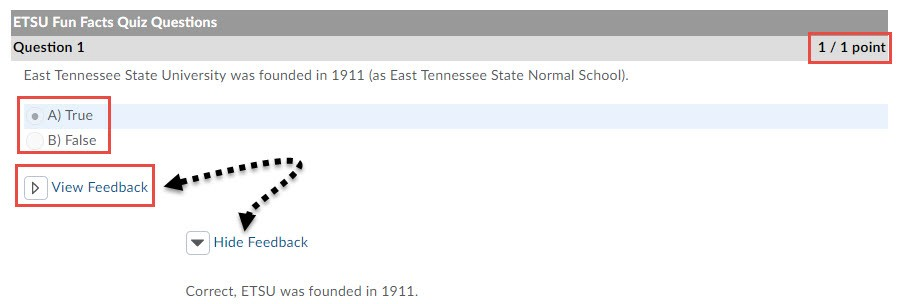 ETSU Fun Facts Quiz Questions
Question 1 1 / 1 point
East Tennessee State University was founded in 1911 (as East Tennessee State Normal School).
A) True
B) False
View Feedback
Hide Feedback
Correct, ETSU was founded in 1911.